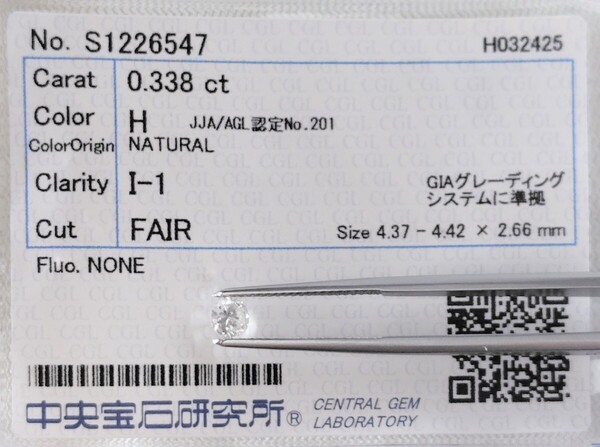 No. S1226547 H032425
Carat 0.338 ct
Color H JJA/AGL認定No.201
ColorOrigin NATURAL
Clarity I-1 GIAグレーディング
システムに準拠
Cut FAIR Size 4.37 - 4.42 × 2.66 mm
Fluo. NONE
中央宝石研究所® CENTRAL GEM
LABORATORY